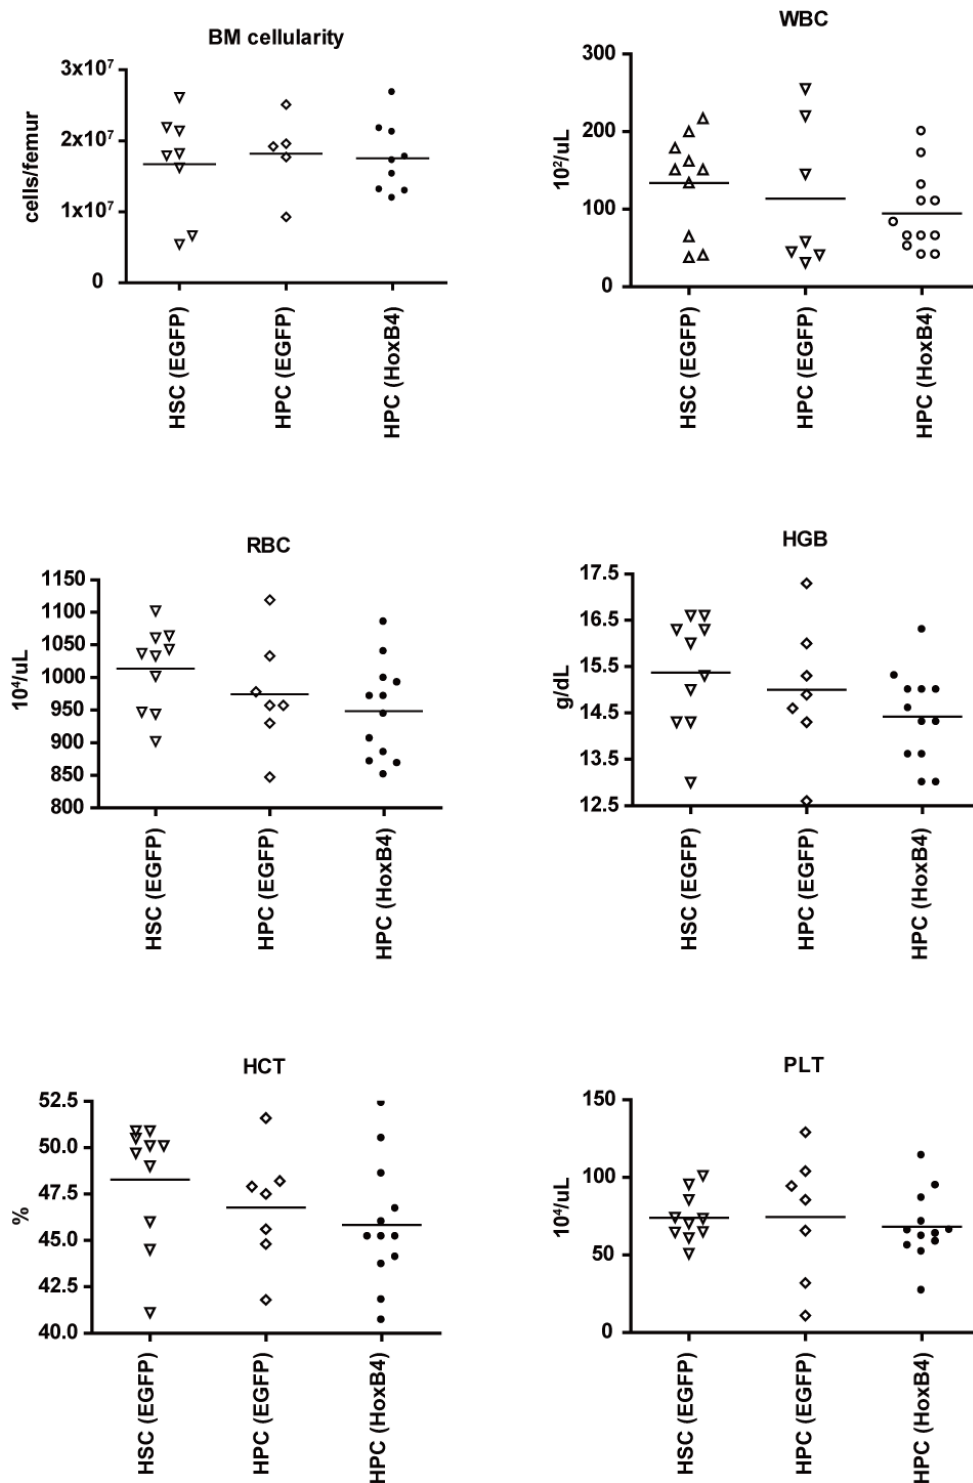 BM cellularity
cells/femur
3x10⁷
2x10⁷
1x10⁷
0
HSC (EGFP)
HPC (EGFP)
HPC (HoxB4)
WBC
10²/uL
300
200
100
0
HSC (EGFP)
HPC (EGFP)
HPC (HoxB4)
RBC
10⁴/uL
1150
1100
1050
1000
950
900
850
800
HSC (EGFP)
HPC (EGFP)
HPC (HoxB4)
HGB
g/dL
17.5
16.5
15.5
14.5
13.5
12.5
HSC (EGFP)
HPC (EGFP)
HPC (HoxB4)
HCT
%
52.5
50.0
47.5
45.0
42.5
40.0
HSC (EGFP)
HPC (EGFP)
HPC (HoxB4)
PLT
10⁴/uL
150
100
50
0
HSC (EGFP)
HPC (EGFP)
HPC (HoxB4)